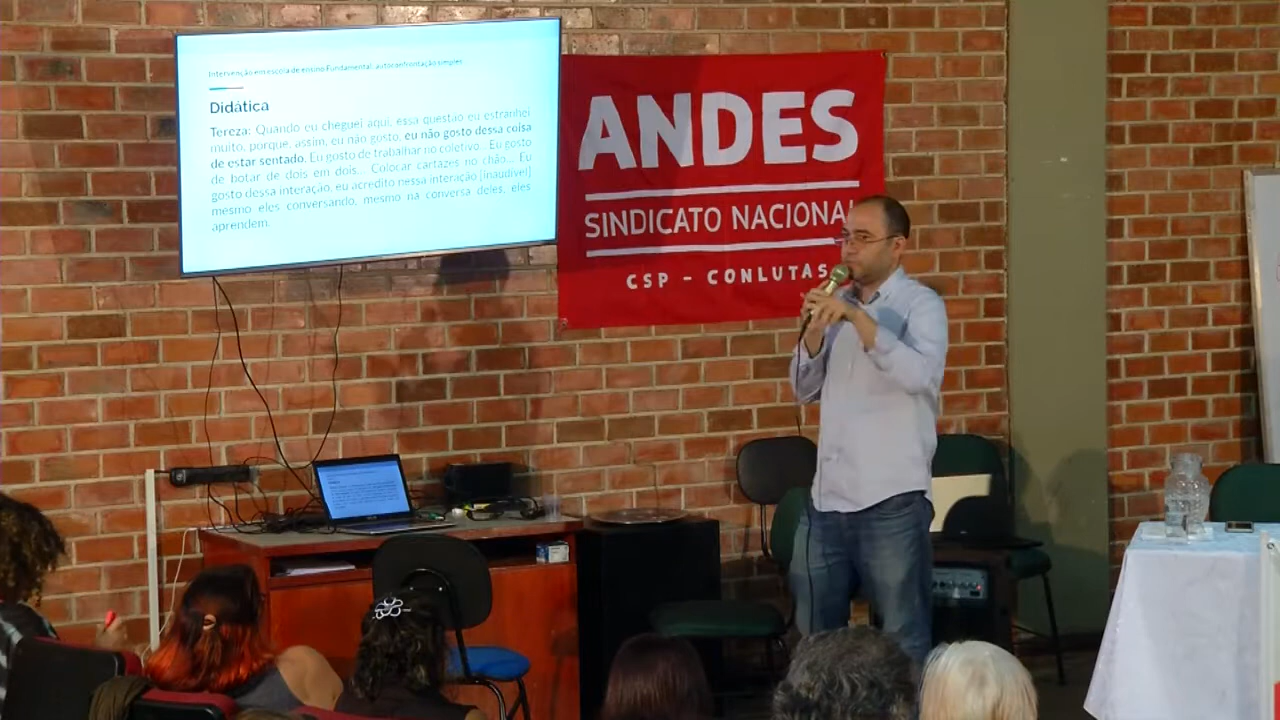 Intervenção em escola de ensino Fundamental: autoconfrontação simples
Didática
Tereza: Quando eu cheguei aqui, essa questão eu estranhei
muito, porque, assim, eu não gosto, eu não gosto dessa coisa
de estar sentado. Eu gosto de trabalhar no coletivo... Eu gosto
de botar de dois em dois... Colocar cartazes no chão... Eu
gosto dessa interação, eu acredito nessa interação [inaudível]
mesmo eles conversando, mesmo na conversa deles, eles
aprendem.
ANDES
SINDICATO NACIONAL
CSP - CONLUTAS